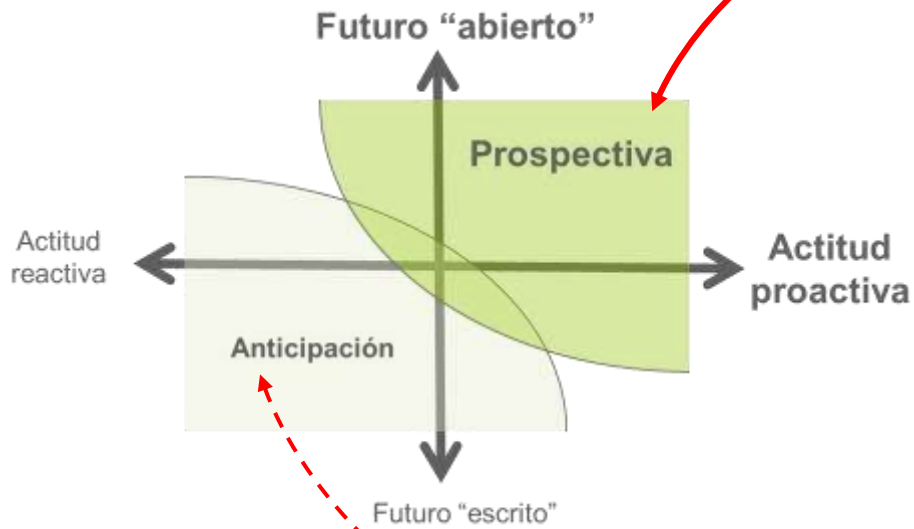 Futuro “abierto”
Prospectiva
Actitud
reactiva
Actitud
proactiva
Anticipación
Futuro “escrito”